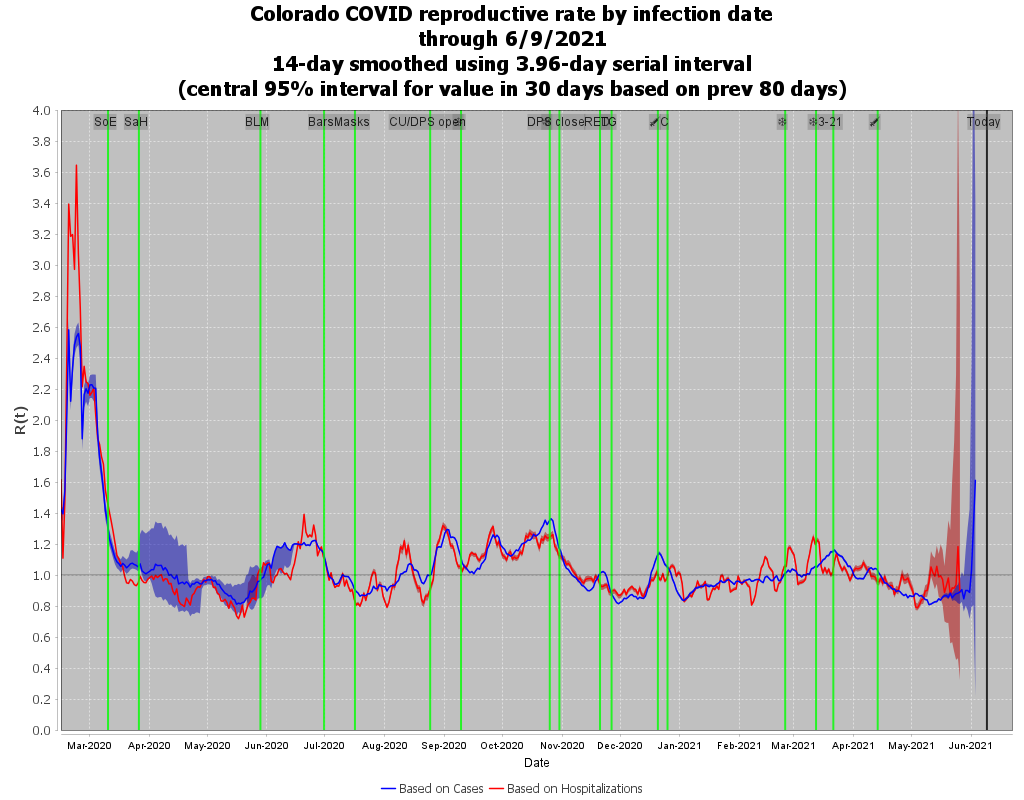 Colorado COVID reproductive rate by infection date
through 6/9/2021
14-day smoothed using 3.96-day serial interval
(central 95% interval for value in 30 days based on prev 80 days)
SoE SaH BLM Bars Masks CU/DPS open close Today
3-21
4.0
3.8
3.6
3.4
3.2
3.0
2.8
2.6
2.4
2.2
2.0
1.8
1.6
1.4
1.2
1.0
0.8
0.6
0.4
0.2
0.0
R(t)
Mar-2020 Apr-2020 May-2020 Jun-2020 Jul-2020 Aug-2020 Sep-2020 Oct-2020 Nov-2020 Dec-2020 Jan-2021 Feb-2021 Mar-2021 Apr-2021 May-2021 Jun-2021
Date
Based on Cases Based on Hospitalizations